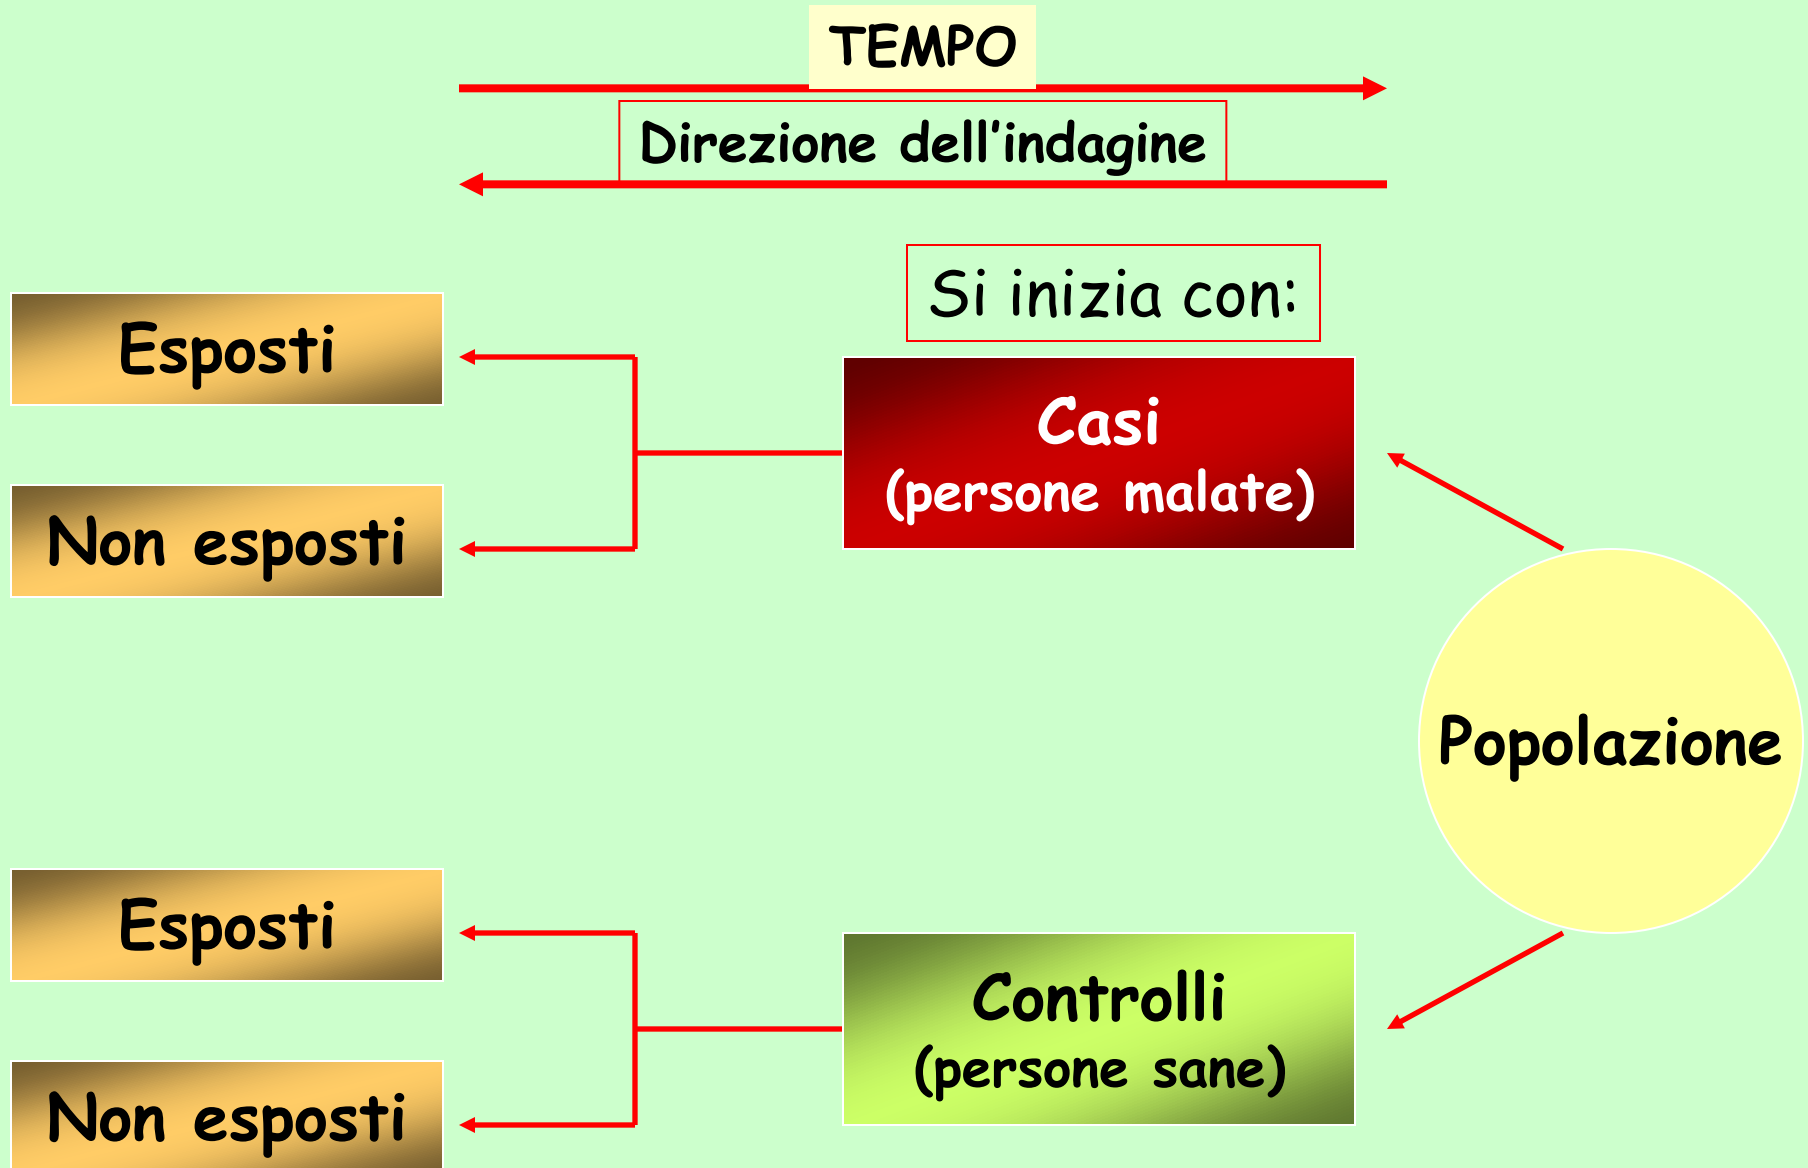 TEMPO
Direzione dell'indagine
Si inizia con:
Esposti
Casi
(persone malate)
Non esposti
Popolazione
Esposti
Controlli
(persone sane)
Non esposti